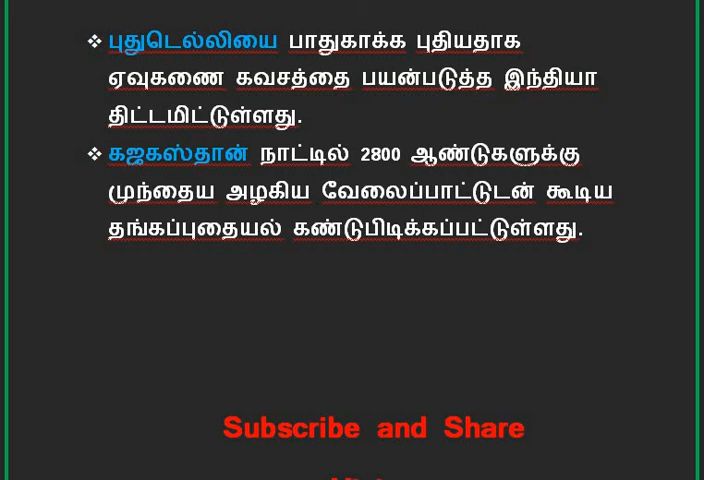 ❖ புதுடெல்லியை பாதுகாக்க புதியதாக
ஏவுகணை கவசத்தை பயன்படுத்த இந்தியா
திட்டமிட்டுள்ளது.
❖ கஜகஸ்தான் நாட்டில் 2800 ஆண்டுகளுக்கு
முந்தைய அழகிய வேலைப்பாட்டுடன் கூடிய
தங்கப்புதையல் கண்டுபிடிக்கப்பட்டுள்ளது.
Subscribe and Share